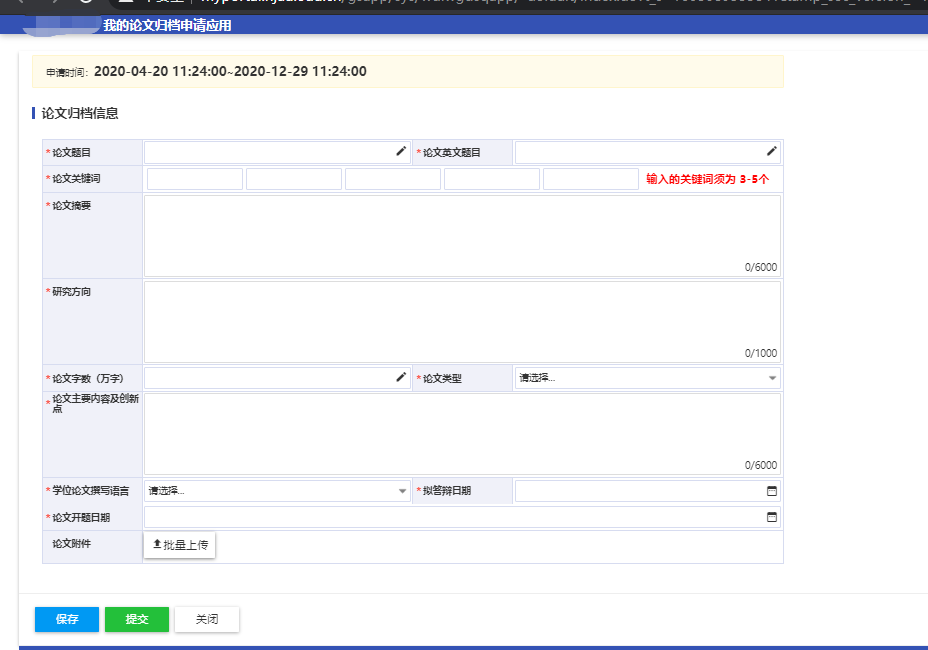 我的论文归档申请应用
申请时间：2020-04-20 11:24:00~2020-12-29 11:24:00
论文归档信息
*论文题目
*论文英文题目
*论文关键词
输入的关键词须为 3-5个
*论文摘要
0/6000
*研究方向
0/1000
*论文字数（万字）
*论文类型
请选择...
*论文主要内容及创新
点
0/6000
*学位论文撰写语言
请选择...
*拟答辩日期
*论文开题日期
论文附件
批量上传
保存
提交
关闭